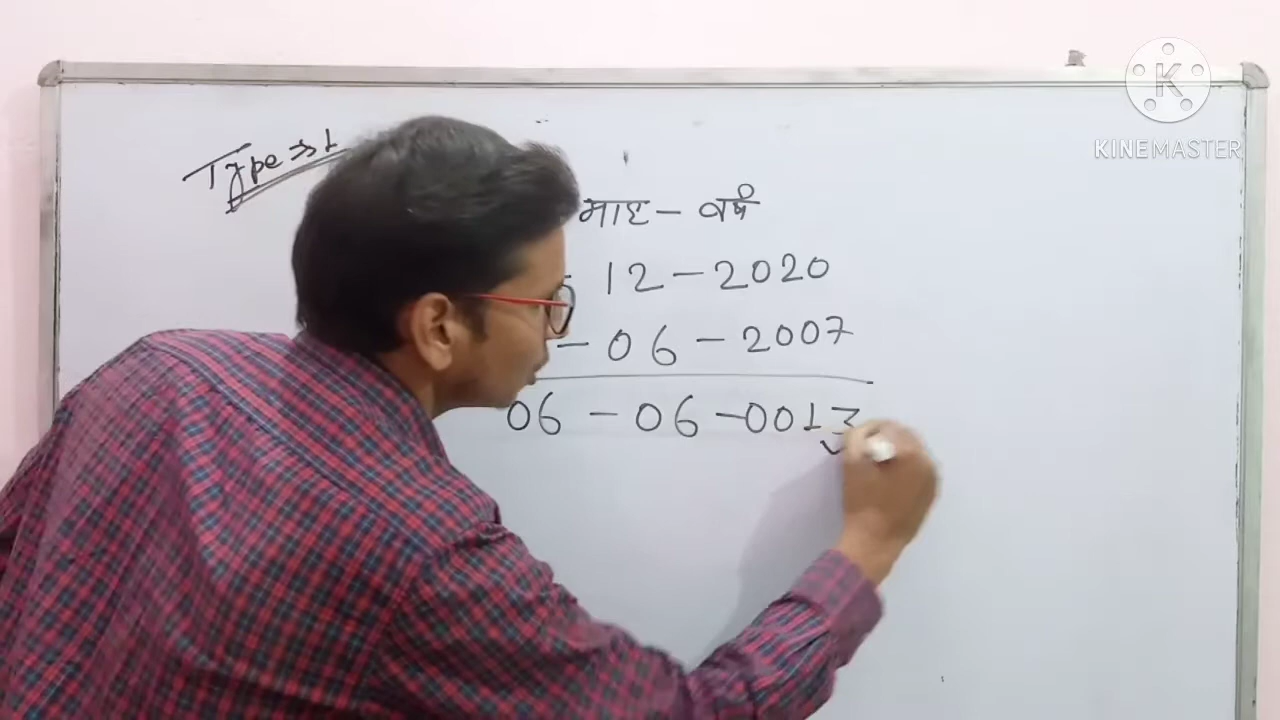 Type ⇒ 1
माह - वर्ष
- 12 - 2020
- 06 - 2007
06 - 06 - 0013
K
KINEMASTER